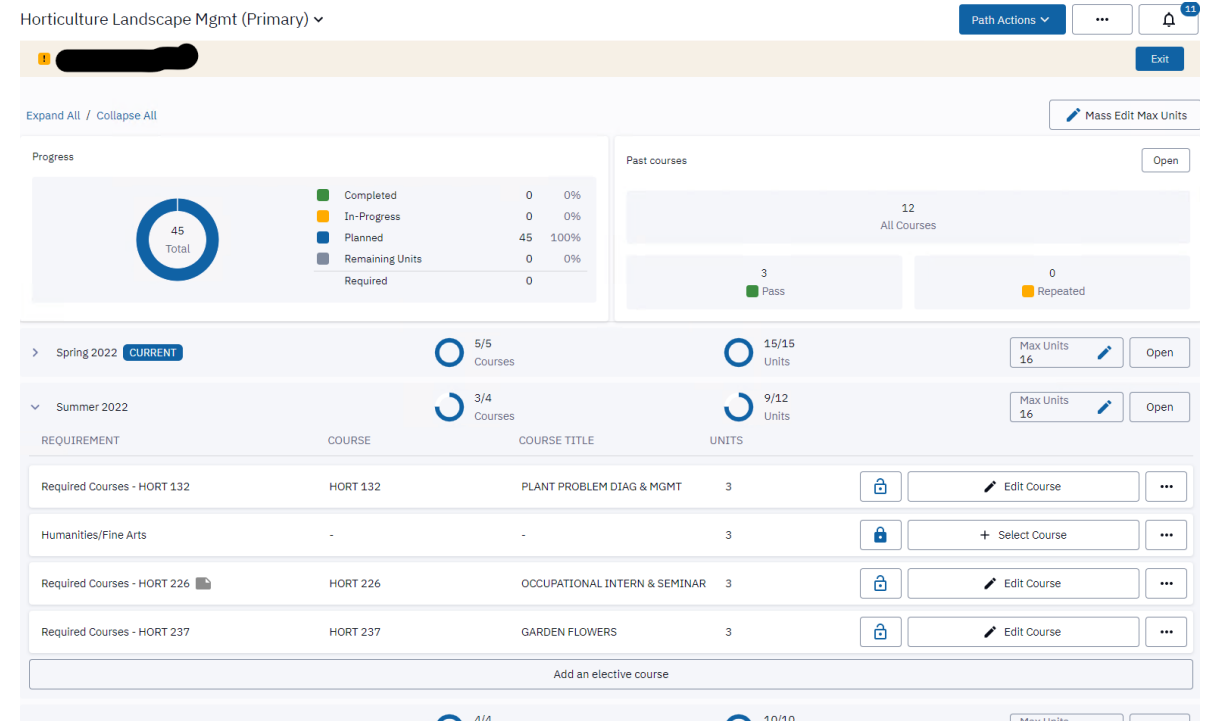 Horticulture Landscape Mgmt (Primary)
Path Actions
11
Exit
Expand All / Collapse All
Mass Edit Max Units
Progress
45
Total
Completed 0 0%
In-Progress 0 0%
Planned 45 100%
Remaining Units 0 0%
Required 0
Past courses
Open
12
All Courses
3
Pass
0
Repeated
Spring 2022 CURRENT
5/5
Courses
15/15
Units
Max Units
16
Open
Summer 2022
3/4
Courses
9/12
Units
Max Units
16
Open
REQUIREMENT COURSE COURSE TITLE UNITS
Required Courses - HORT 132 HORT 132 PLANT PROBLEM DIAG & MGMT 3 Edit Course
Humanities/Fine Arts - - 3 + Select Course
Required Courses - HORT 226 HORT 226 OCCUPATIONAL INTERN & SEMINAR 3 Edit Course
Required Courses - HORT 237 HORT 237 GARDEN FLOWERS 3 Edit Course
Add an elective course
4/4
10/10
Max Units